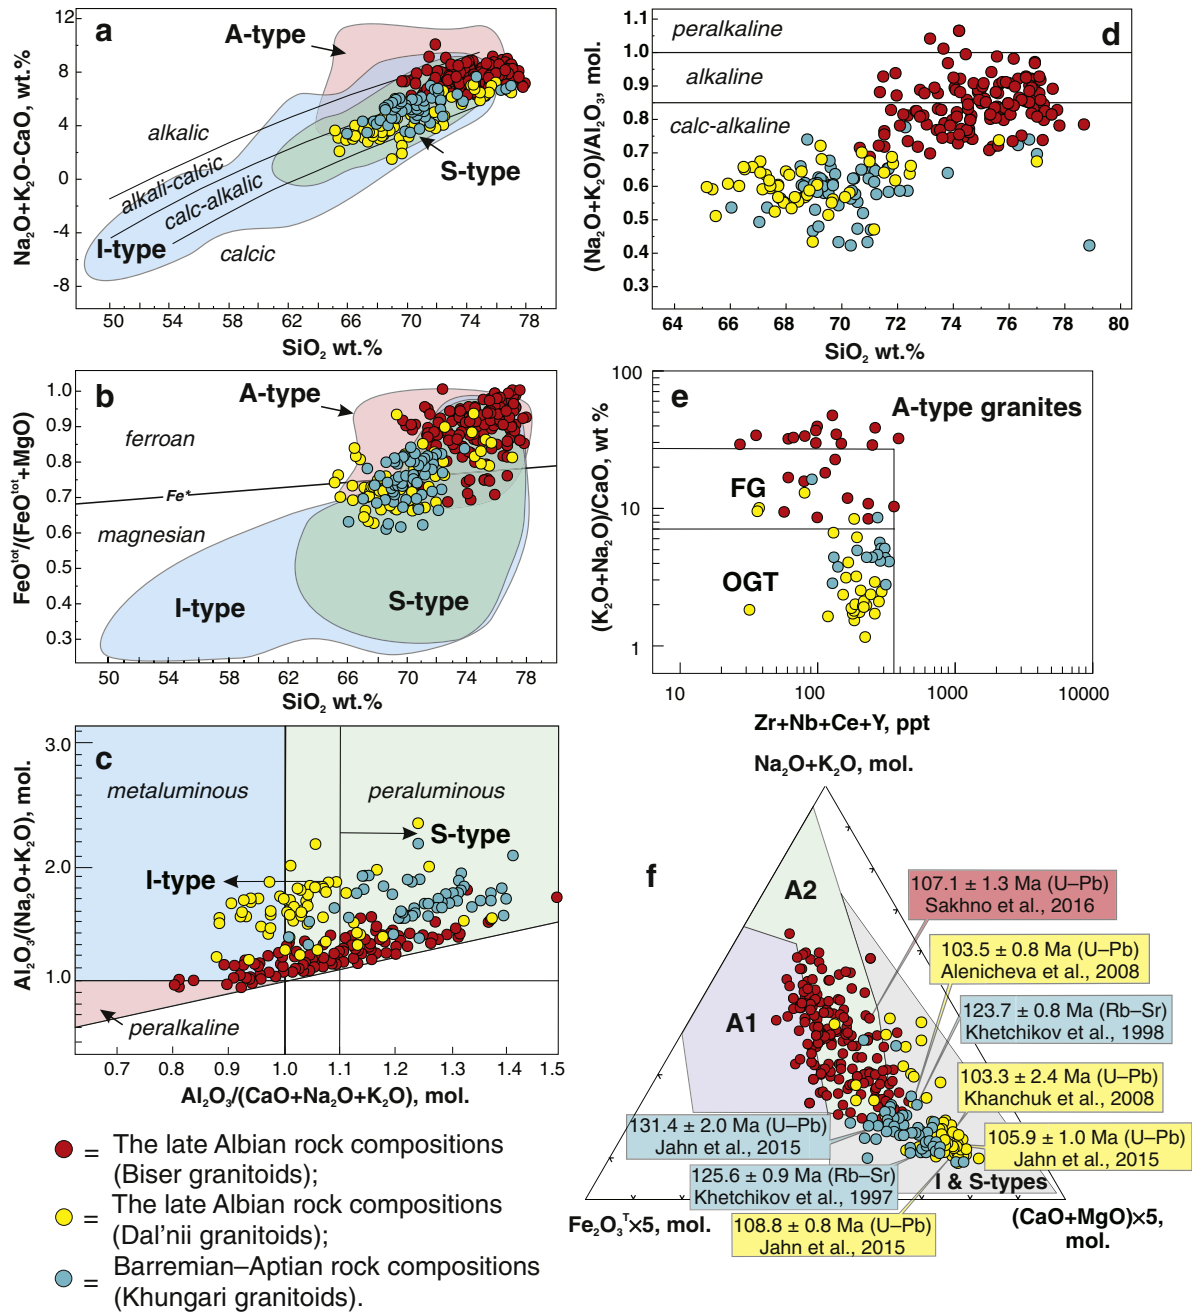 a
A-type
S-type
I-type
alkalic
alkali-calcic
calc-alkalic
calcic
Na₂O+K₂O-CaO, wt.%
12
8
4
0
-4
-8
50 54 58 62 66 70 74 78
SiO₂ wt.%
d
peralkaline
alkaline
calc-alkaline
(Na₂O+K₂O)/Al₂O₃, mol.
1.1
1.0
0.9
0.8
0.7
0.6
0.5
0.4
0.3
64 66 68 70 72 74 76 78 80
SiO₂ wt.%
b
A-type
ferroan
Fe*
magnesian
I-type
S-type
FeOᵗᵒᵗ/(FeOᵗᵒᵗ+MgO)
1.0
0.9
0.8
0.7
0.6
0.5
0.4
0.3
50 54 58 62 66 70 74 78
SiO₂ wt.%
e
A-type granites
FG
OGT
(K₂O+Na₂O)/CaO, wt %
100
10
1
10 100 1000 10000
Zr+Nb+Ce+Y, ppt
c
metaluminous
peraluminous
S-type
I-type
peralkaline
Al₂O₃/(Na₂O+K₂O), mol.
3.0
2.0
1.0
0.7 0.8 0.9 1.0 1.1 1.2 1.3 1.4 1.5
Al₂O₃/(CaO+Na₂O+K₂O), mol.
Na₂O+K₂O, mol.
f
A2
A1
107.1 ± 1.3 Ma (U–Pb)
Sakhno et al., 2016
103.5 ± 0.8 Ma (U–Pb)
Alenicheva et al., 2008
123.7 ± 0.8 Ma (Rb–Sr)
Khetchikov et al., 1998
103.3 ± 2.4 Ma (U–Pb)
Khanchuk et al., 2008
131.4 ± 2.0 Ma (U–Pb)
Jahn et al., 2015
105.9 ± 1.0 Ma (U–Pb)
Jahn et al., 2015
125.6 ± 0.9 Ma (Rb–Sr)
Khetchikov et al., 1997
I & S-types
108.8 ± 0.8 Ma (U–Pb)
Jahn et al., 2015
Fe₂O₃ᵀ×5, mol.
(CaO+MgO)×5,
mol.
= The late Albian rock compositions
(Biser granitoids);
= The late Albian rock compositions
(Dal'nii granitoids);
= Barremian–Aptian rock compositions
(Khungari granitoids).